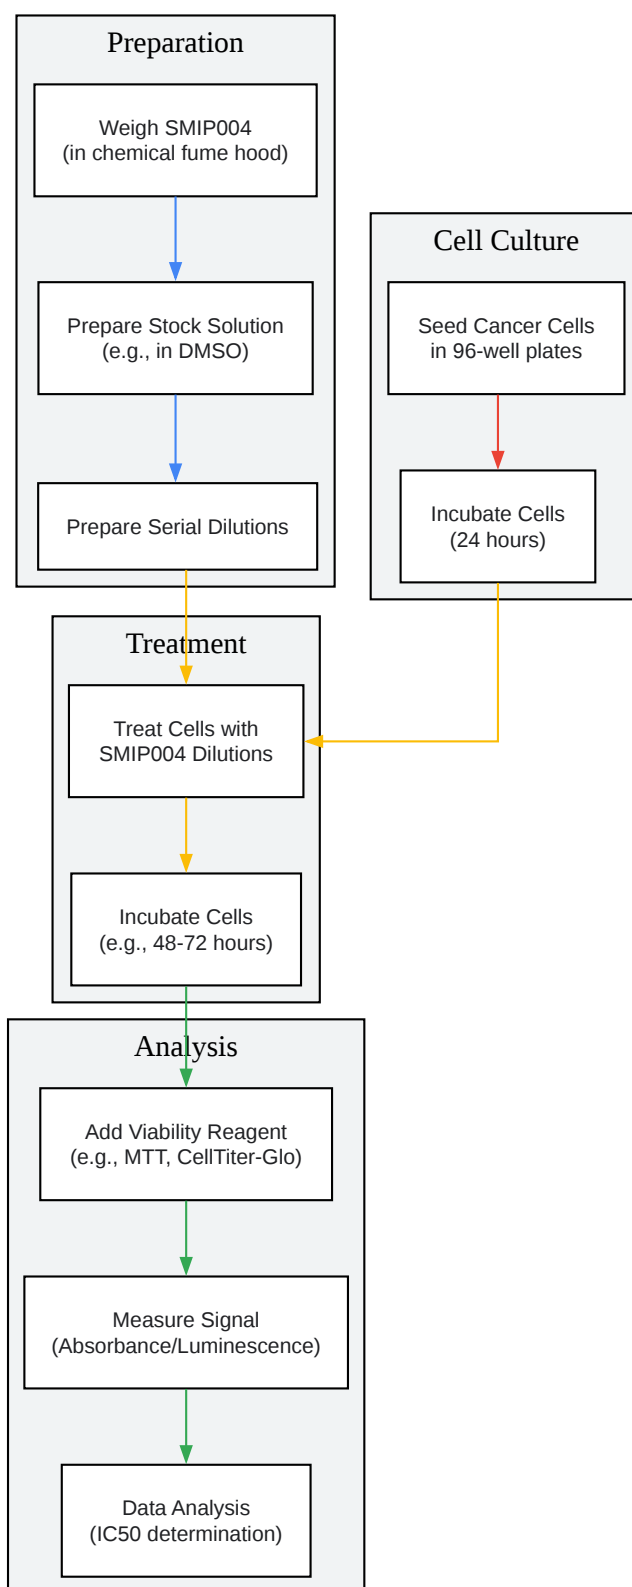 Preparation
Weigh SMIP004
(in chemical fume hood)
Prepare Stock Solution
(e.g., in DMSO)
Prepare Serial Dilutions
Cell Culture
Seed Cancer Cells
in 96-well plates
Incubate Cells
(24 hours)
Treatment
Treat Cells with
SMIP004 Dilutions
Incubate Cells
(e.g., 48-72 hours)
Analysis
Add Viability Reagent
(e.g., MTT, CellTiter-Glo)
Measure Signal
(Absorbance/Luminescence)
Data Analysis
(IC50 determination)